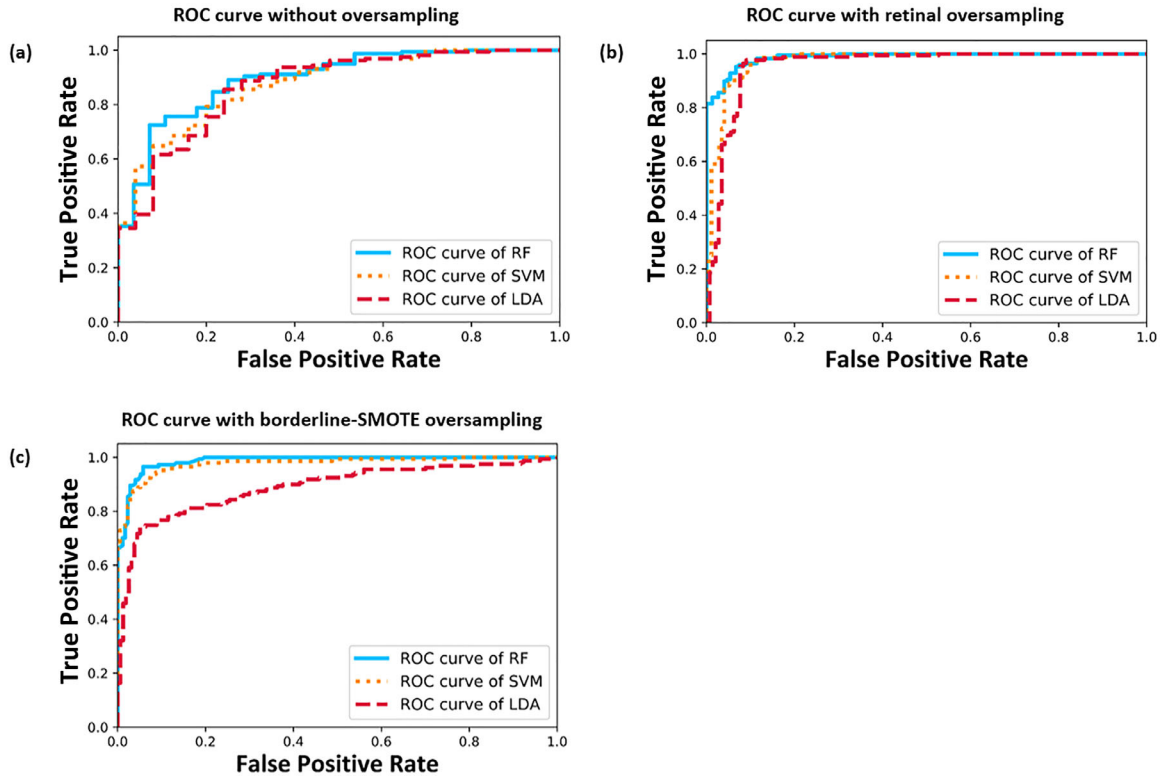 ROC curve without oversampling
(a)
True Positive Rate
1.0
0.8
0.6
0.4
0.2
0.0
ROC curve of RF
ROC curve of SVM
ROC curve of LDA
0.0 0.2 0.4 0.6 0.8 1.0
False Positive Rate
ROC curve with retinal oversampling
(b)
True Positive Rate
1.0
0.8
0.6
0.4
0.2
0.0
ROC curve of RF
ROC curve of SVM
ROC curve of LDA
0.0 0.2 0.4 0.6 0.8 1.0
False Positive Rate
ROC curve with borderline-SMOTE oversampling
(c)
True Positive Rate
1.0
0.8
0.6
0.4
0.2
0.0
ROC curve of RF
ROC curve of SVM
ROC curve of LDA
0.0 0.2 0.4 0.6 0.8 1.0
False Positive Rate